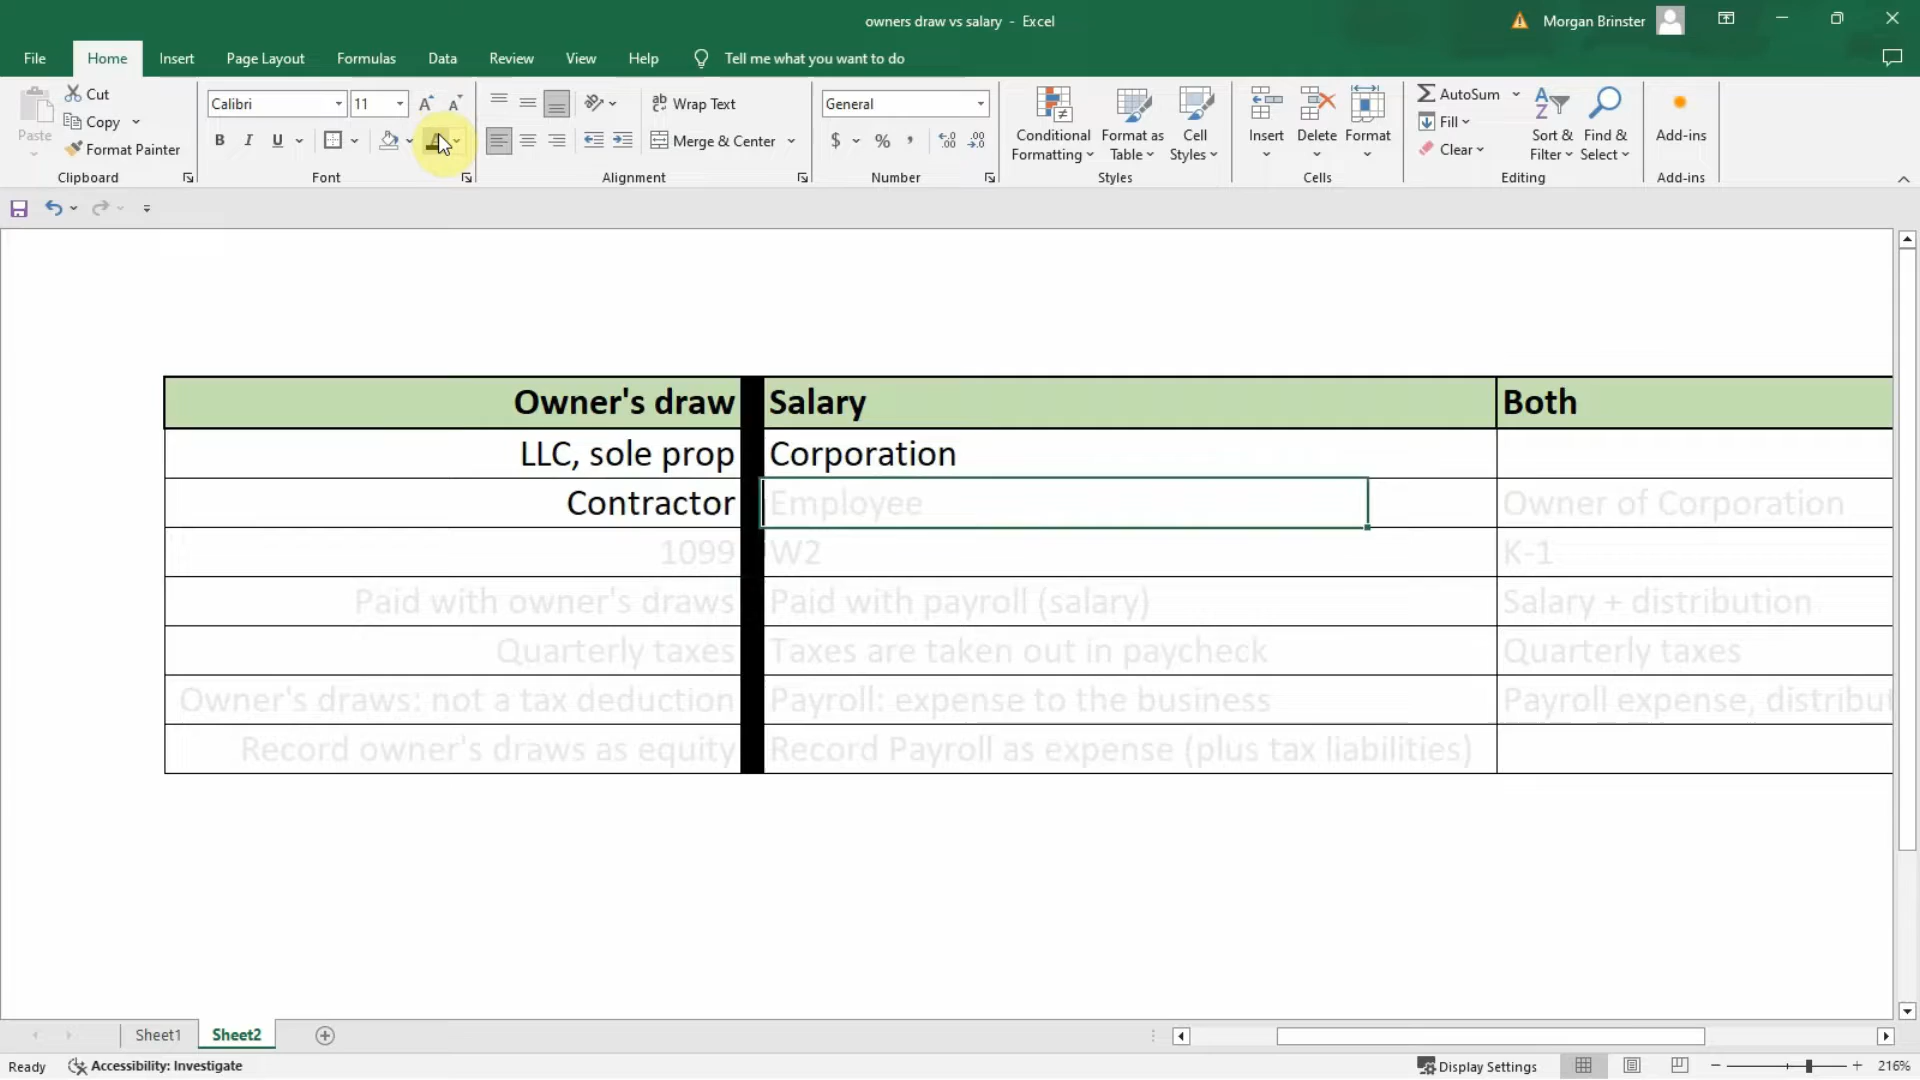 owners draw vs salary - Excel
Morgan Brinster
File Home Insert Page Layout Formulas Data Review View Help Tell me what you want to do
Paste
Cut
Copy
Format Painter
Clipboard
Calibri 11
B I U
Font
Wrap Text
Merge & Center
Alignment
General
$ % ,
Number
Conditional Formatting
Format as Table
Cell Styles
Styles
Insert Delete Format
Cells
AutoSum
Fill
Clear
Sort & Filter
Find & Select
Editing
Add-ins
Add-ins
Owner's draw Salary Both
LLC, sole prop Corporation
Contractor Employee Owner of Corporation
1099 W2 K-1
Paid with owner's draws Paid with payroll (salary) Salary + distribution
Quarterly taxes Taxes are taken out in paycheck Quarterly taxes
Owner's draws: not a tax deduction Payroll: expense to the business Payroll expense, distribut
Record owner's draws as equity Record Payroll as expense (plus tax liabilities)
Sheet1 Sheet2
Ready Accessibility: Investigate Display Settings 216%